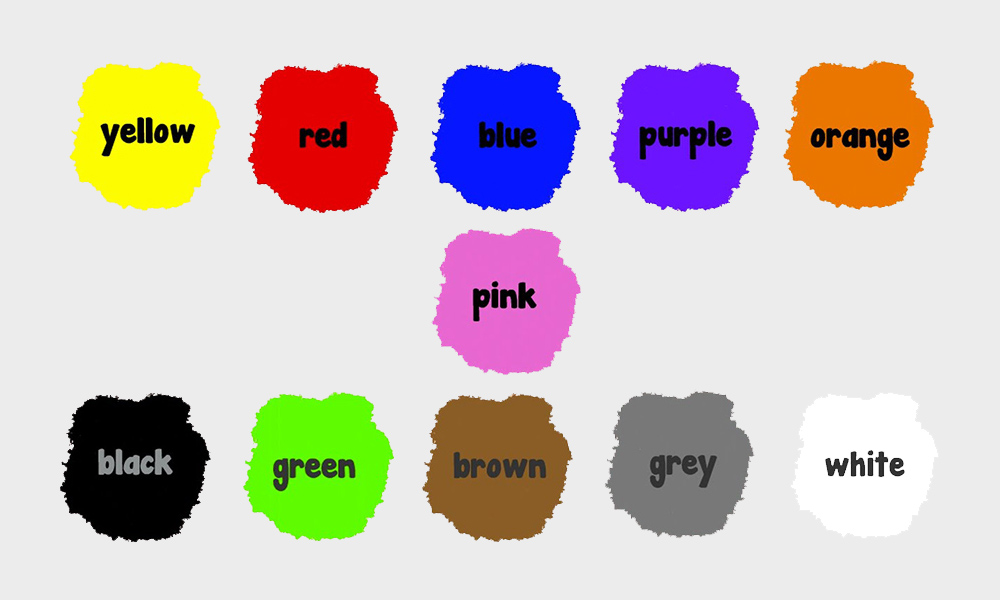 yellow red blue purple orange
pink
black green brown grey white